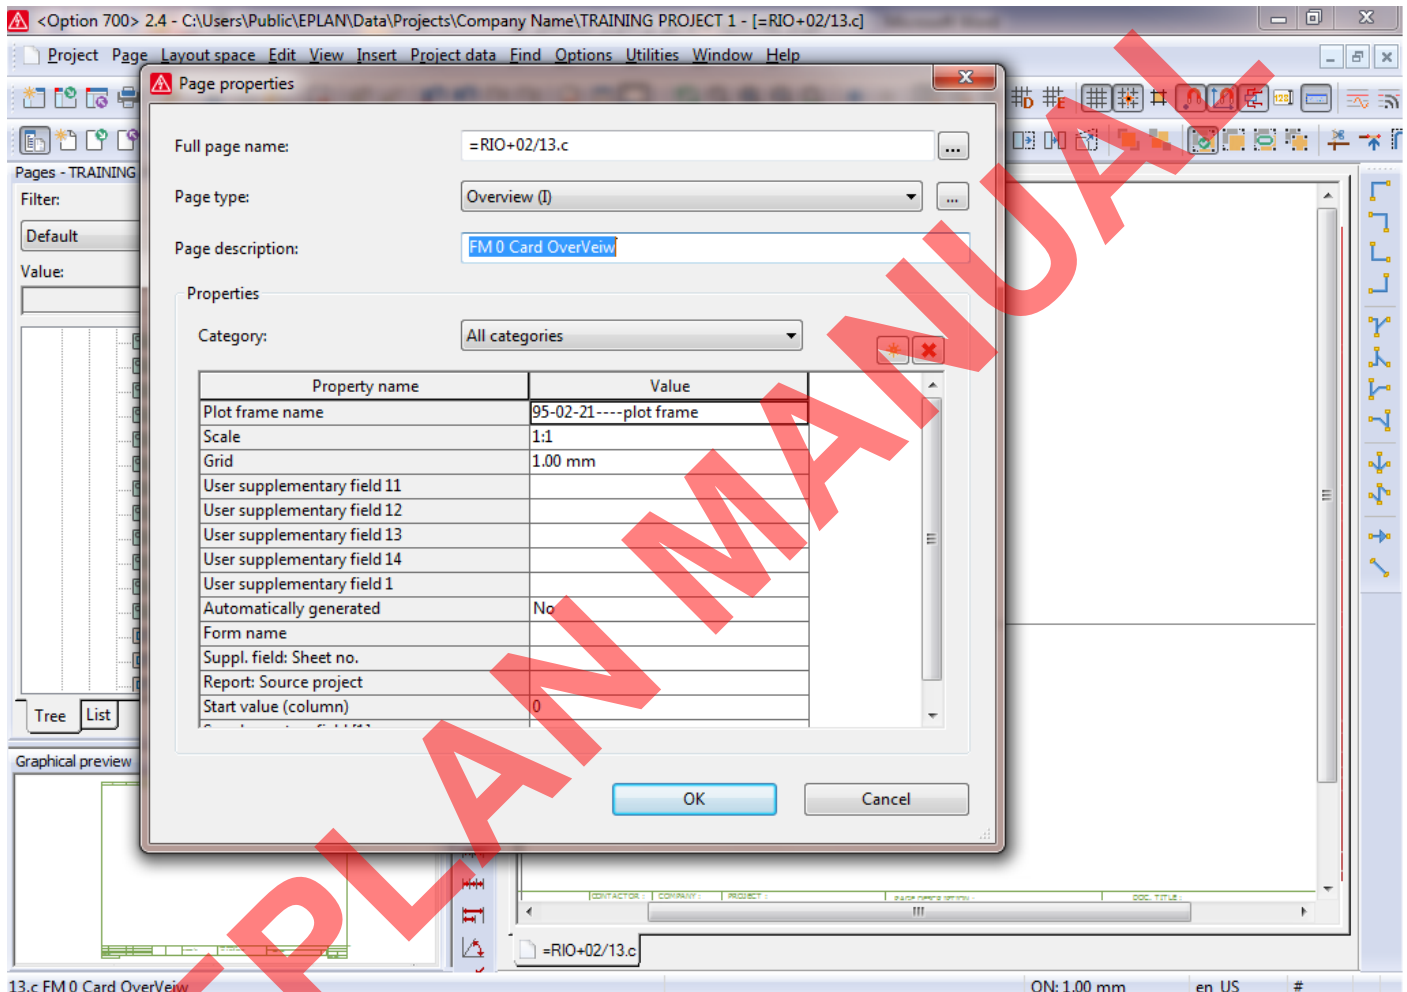 <Option 700> 2.4 - C:\Users\Public\EPLAN\Data\Projects\Company Name\TRAINING PROJECT 1 - [=RIO+02/13.c]
Project Page Layout space Edit View Insert Project data Find Options Utilities Window Help
Page properties
Full page name: =RIO+02/13.c ...
Pages - TRAINING
Filter:
Page type: Overview (I) ...
Default
Page description: FM 0 Card OverVeiw
Value:
Properties
Category: All categories
Property name Value
Plot frame name 95-02-21----plot frame
Scale 1:1
Grid 1.00 mm
User supplementary field 11
User supplementary field 12
User supplementary field 13
User supplementary field 14
User supplementary field 1
Automatically generated No
Form name
Suppl. field: Sheet no.
Report: Source project
Start value (column) 0
Tree List
Graphical preview
OK Cancel
CONTACTOR : COMPANY : PROJECT : DOC. TITLE :
=RIO+02/13.c
13.c FM 0 Card OverVeiw ON: 1.00 mm en_US #
EPLAN MANUAL